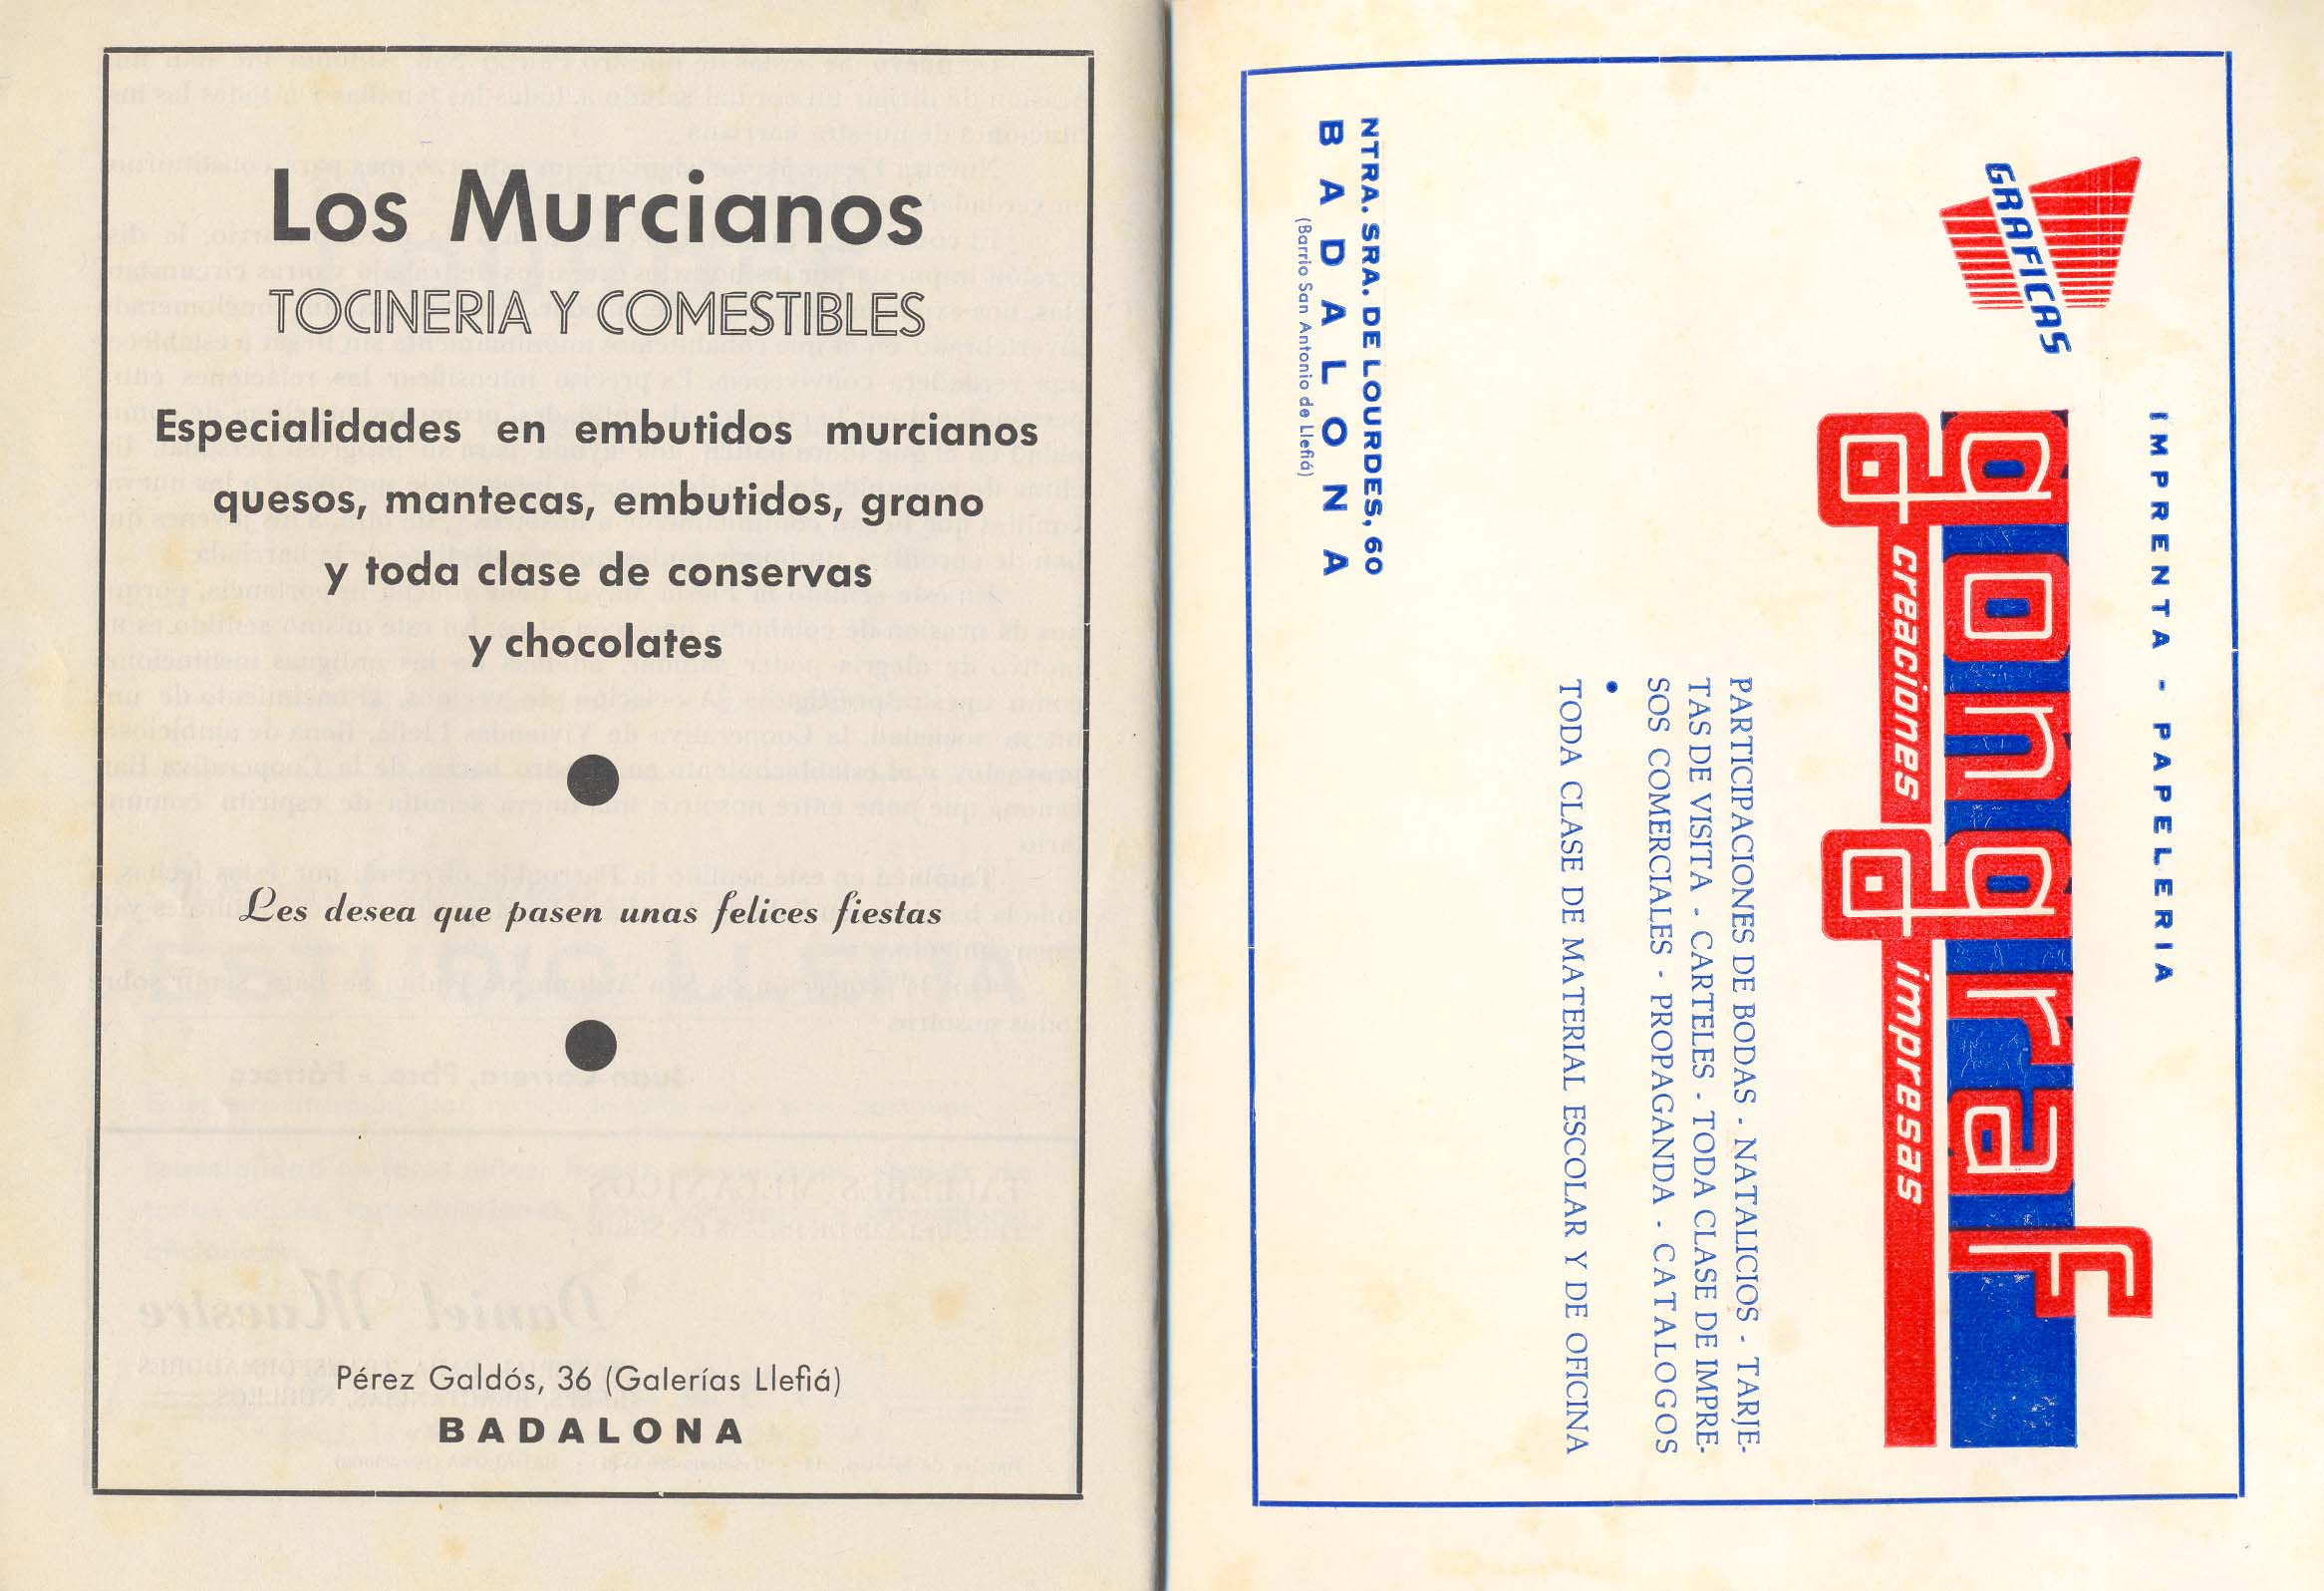 Los Murcianos
TOCINERIA Y COMESTIBLES
Especialidades en embutidos murcianos
quesos, mantecas, embutidos, grano
y toda clase de conservas
y chocolates
Les desea que pasen unas felices fiestas
Pérez Galdós, 36 (Galerías Llefiá)
BADALONA
IMPRENTA - PAPELERIA
GRAFICAS
gongraf
creaciones impresas
PARTICIPACIONES DE BODAS - NATALICIOS - TARJE-
TAS DE VISITA - CARTELES - TODA CLASE DE IMPRE-
SOS COMERCIALES - PROPAGANDA - CATALOGOS
TODA CLASE DE MATERIAL ESCOLAR Y DE OFICINA
NTRA. SRA. DE LOURDES, 60
BADALONA
(Barrio San Antonio de Llefiá)